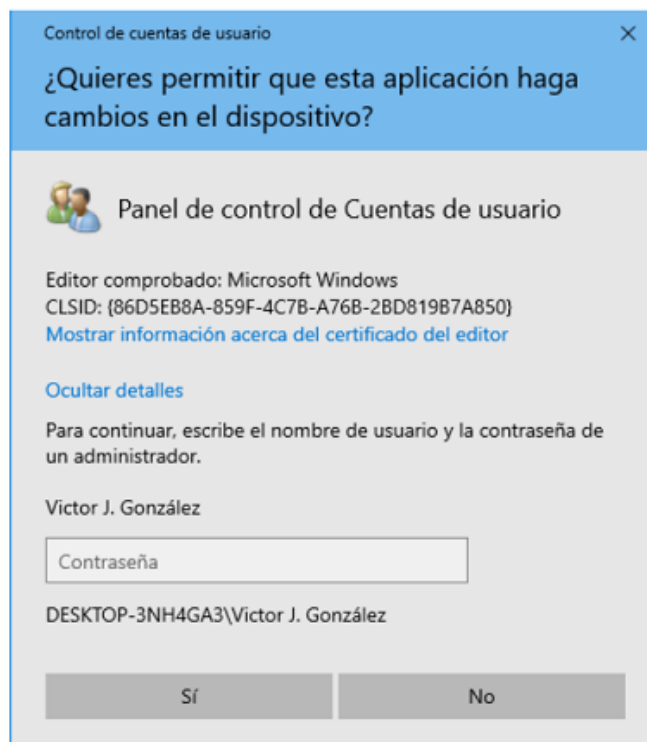 Control de cuentas de usuario
¿Quieres permitir que esta aplicación haga
cambios en el dispositivo?
Panel de control de Cuentas de usuario
Editor comprobado: Microsoft Windows
CLSID: {86D5EB8A-859F-4C7B-A76B-2BD819B7A850}
Mostrar información acerca del certificado del editor
Ocultar detalles
Para continuar, escribe el nombre de usuario y la contraseña de
un administrador.
Victor J. González
Contraseña
DESKTOP-3NH4GA3\Victor J. González
Sí
No